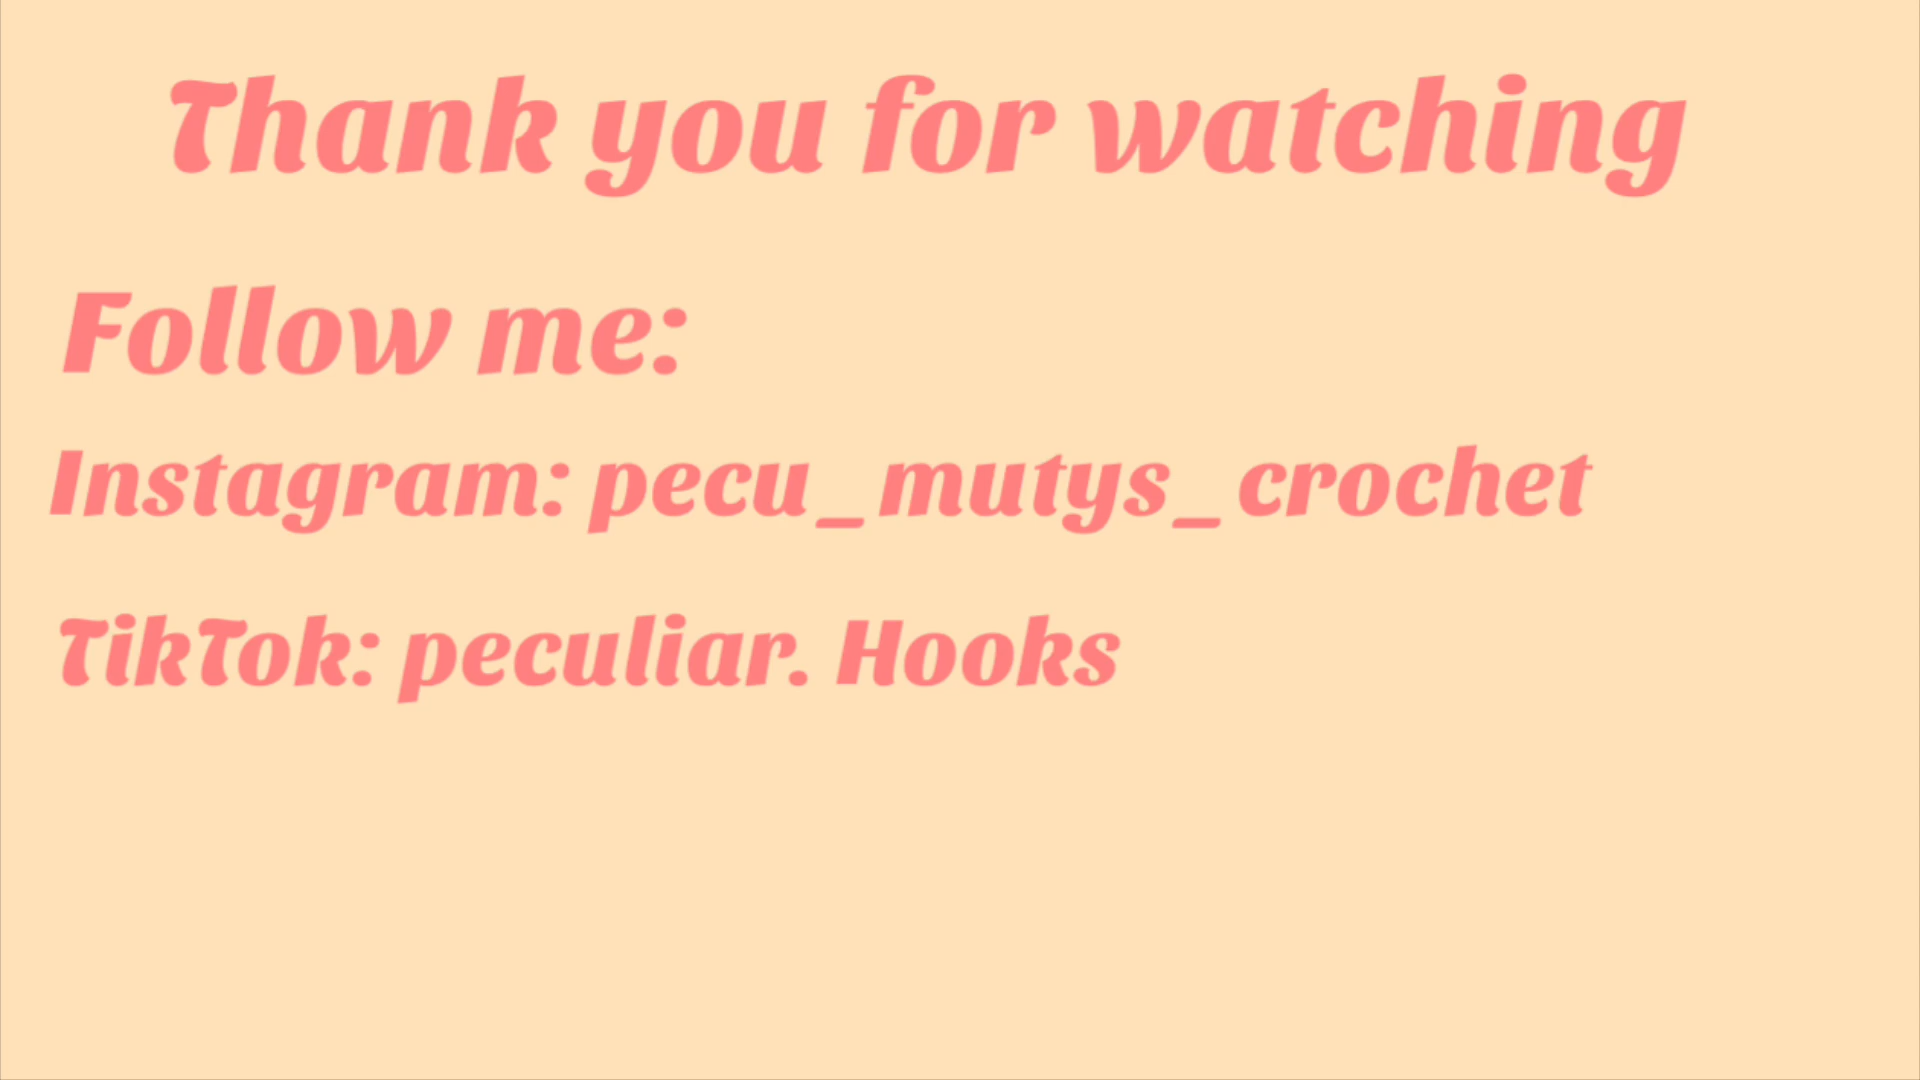 Thank you for watching
Follow me:
Instagram: pecu_mutys_crochet
TikTok: peculiar. Hooks